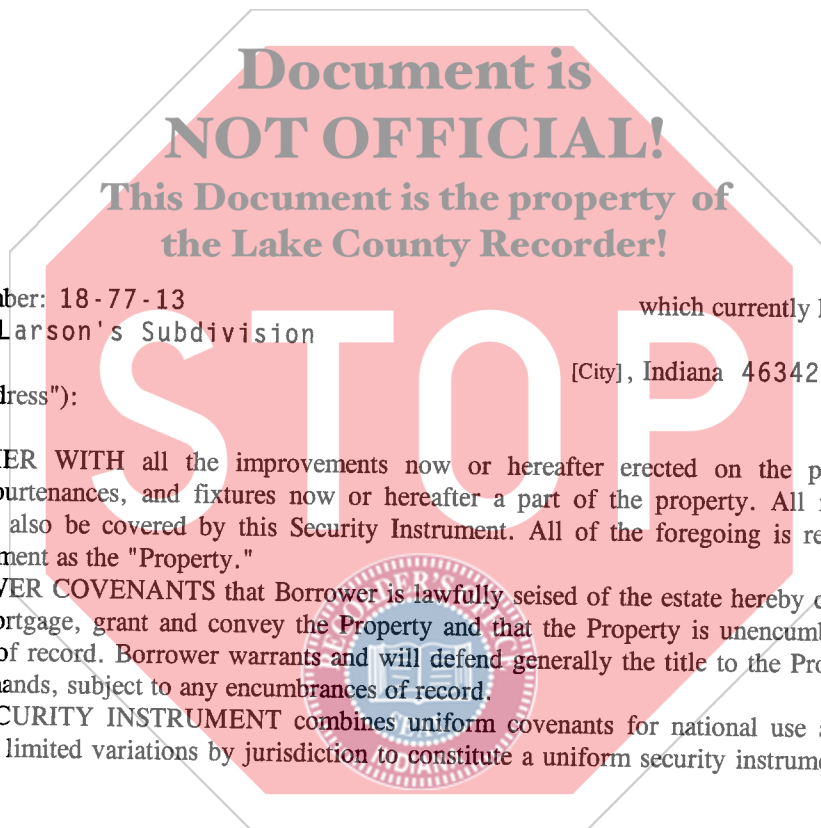 Document is
NOT OFFICIAL!
This Document is the property of
the Lake County Recorder!
STOP
ber: 18-77-13
which currently
Larson's Subdivision
[City], Indiana 46342
dress"):
ER WITH all the improvements now or hereafter erected on the p
purtenances, and fixtures now or hereafter a part of the property. All
also be covered by this Security Instrument. All of the foregoing is re
ment as the "Property."
VER COVENANTS that Borrower is lawfully seised of the estate hereby
ortgage, grant and convey the Property and that the Property is unencumb
of record. Borrower warrants and will defend generally the title to the Pro
ands, subject to any encumbrances of record.
CURITY INSTRUMENT combines uniform covenants for national use
limited variations by jurisdiction to constitute a uniform security instrume